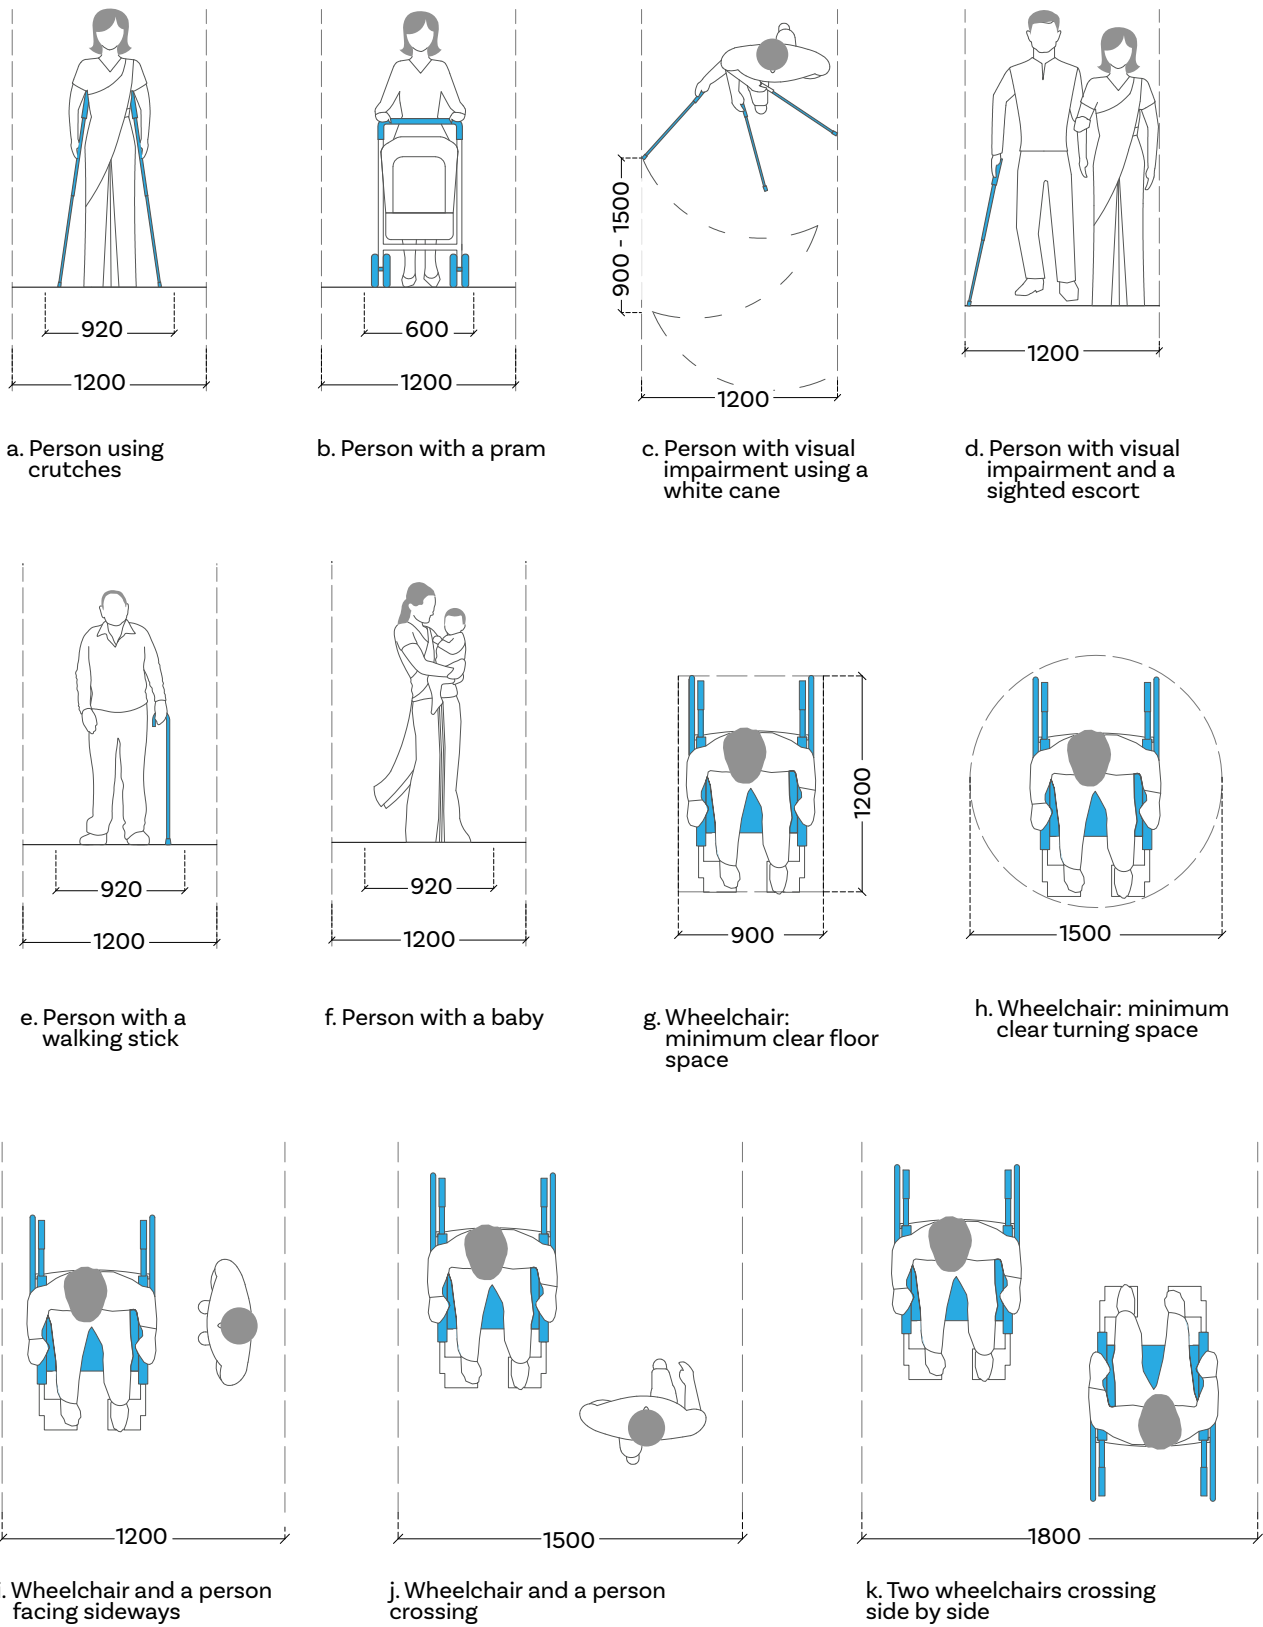 900 - 1500
920
600
1200
1200
1200
1200
a. Person using
crutches
b. Person with a pram
c. Person with visual
impairment using a
white cane
d. Person with visual
impairment and a
sighted escort
1200
920
920
900
1500
1200
1200
e. Person with a
walking stick
f. Person with a baby
g. Wheelchair:
minimum clear floor
space
h. Wheelchair: minimum
clear turning space
1200
1500
1800
. Wheelchair and a person
facing sideways
j. Wheelchair and a person
crossing
k. Two wheelchairs crossing
side by side